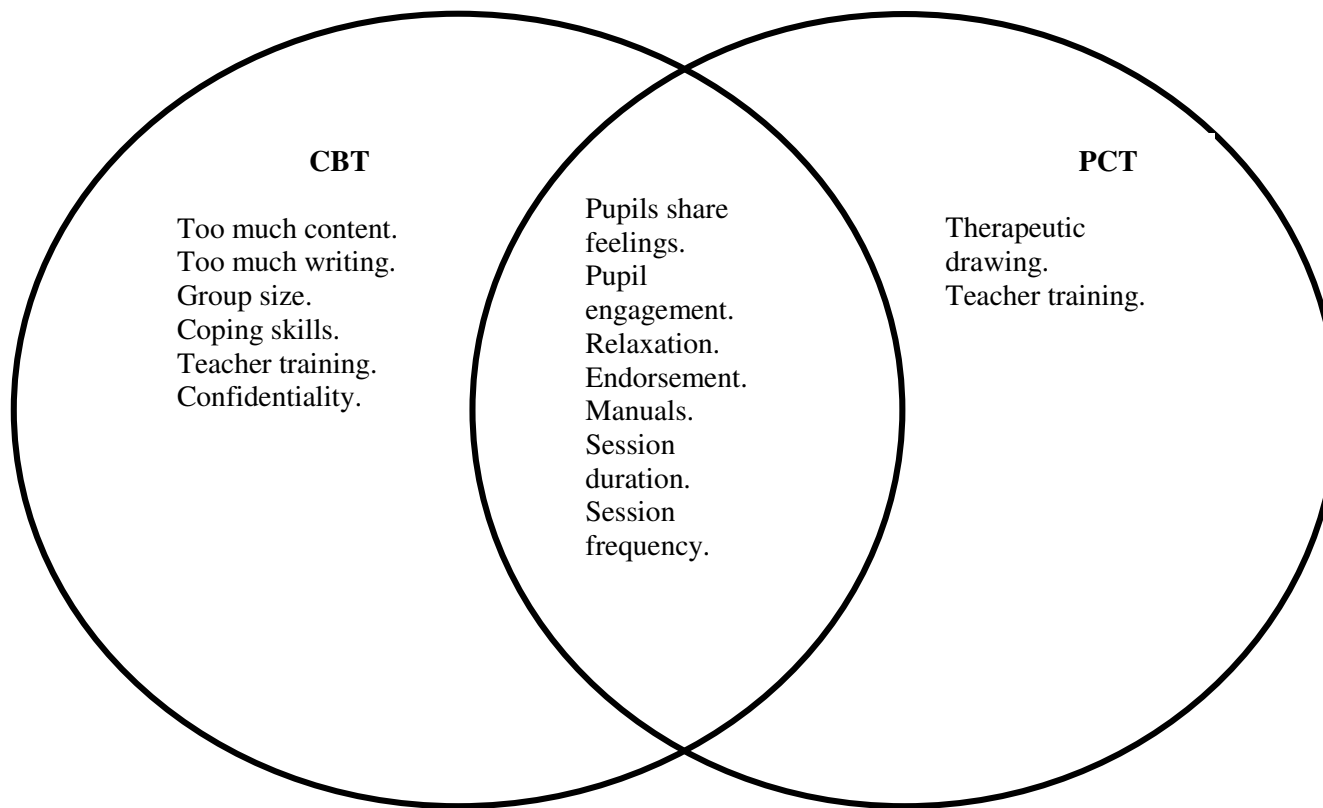 CBT
Too much content.
Too much writing.
Group size.
Coping skills.
Teacher training.
Confidentiality.
Pupils share
feelings.
Pupil
engagement.
Relaxation.
Endorsement.
Manuals.
Session
duration.
Session
frequency.
PCT
Therapeutic
drawing.
Teacher training.